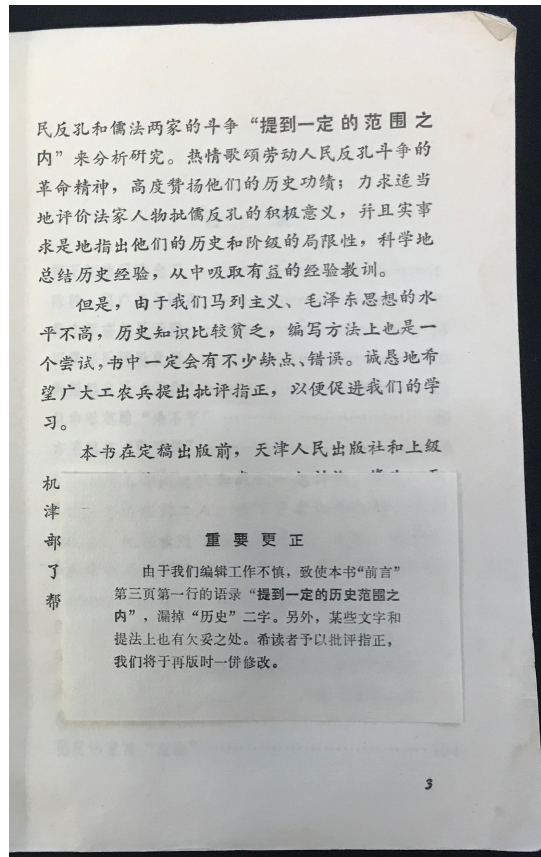 民反孔和儒法两家的斗争“提到一定的范围之
内”来分析研究。热情歌颂劳动人民反孔斗争的
革命精神，高度赞扬他们的历史功绩；力求适当
地评价法家人物批儒反孔的积极意义，并且实事
求是地指出他们的历史和阶级的局限性，科学地
总结历史经验，从中吸取有益的经验教训。
但是，由于我们马列主义、毛泽东思想的水
平不高，历史知识比较贫乏，编写方法上也是一
个尝试，书中一定会有不少缺点、错误。诚恳地希
望广大工农兵提出批评指正，以便促进我们的学
习。
本书在定稿出版前，天津人民出版社和上级
机
津
部
了
帮
重要更正
由于我们编辑工作不慎，致使本书“前言”
第三页第一行的语录“提到一定的历史范围之
内”，漏掉“历史”二字。另外，某些文字和
提法上也有欠妥之处。希读者予以批评指正，
我们将于再版时一併修改。
3